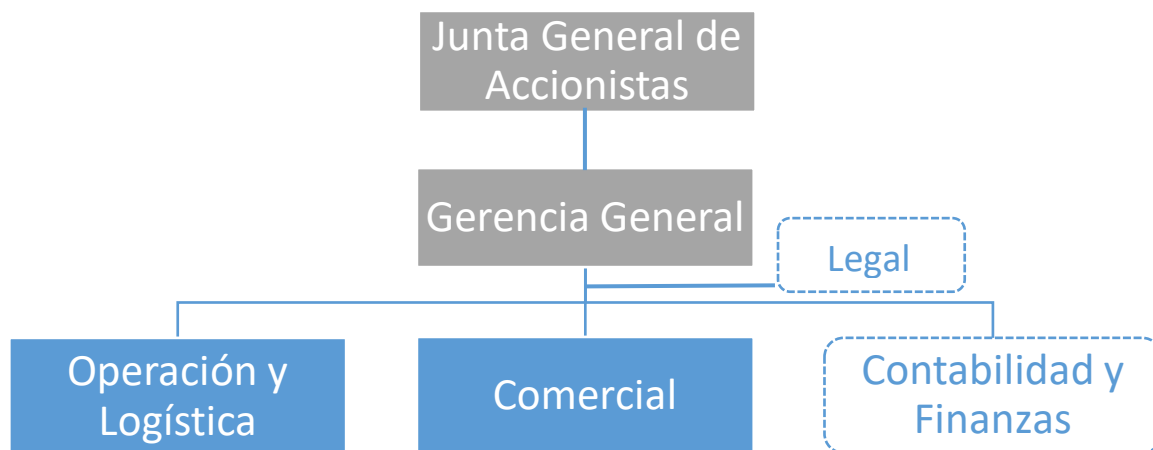 Junta General de
Accionistas
Gerencia General
Legal
Operación y
Logística
Comercial
Contabilidad y
Finanzas